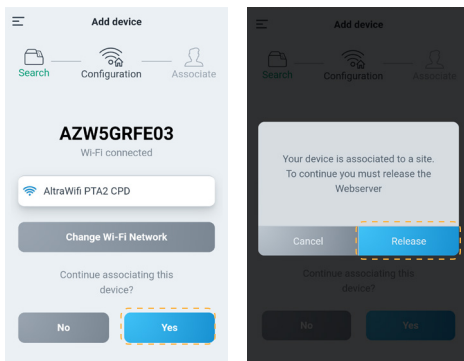 Add device
Search
Configuration
Associate
AZW5GRFE03
Wi-Fi connected
AltraWifi PTA2 CPD
Change Wi-Fi Network
Continue associating this
device?
No
Yes
Add device
Search
Configuration
Associate
Your device is associated to a site.
To continue you must release the
Webserver
Cancel
Release
Continue associating this
device?
No
Yes